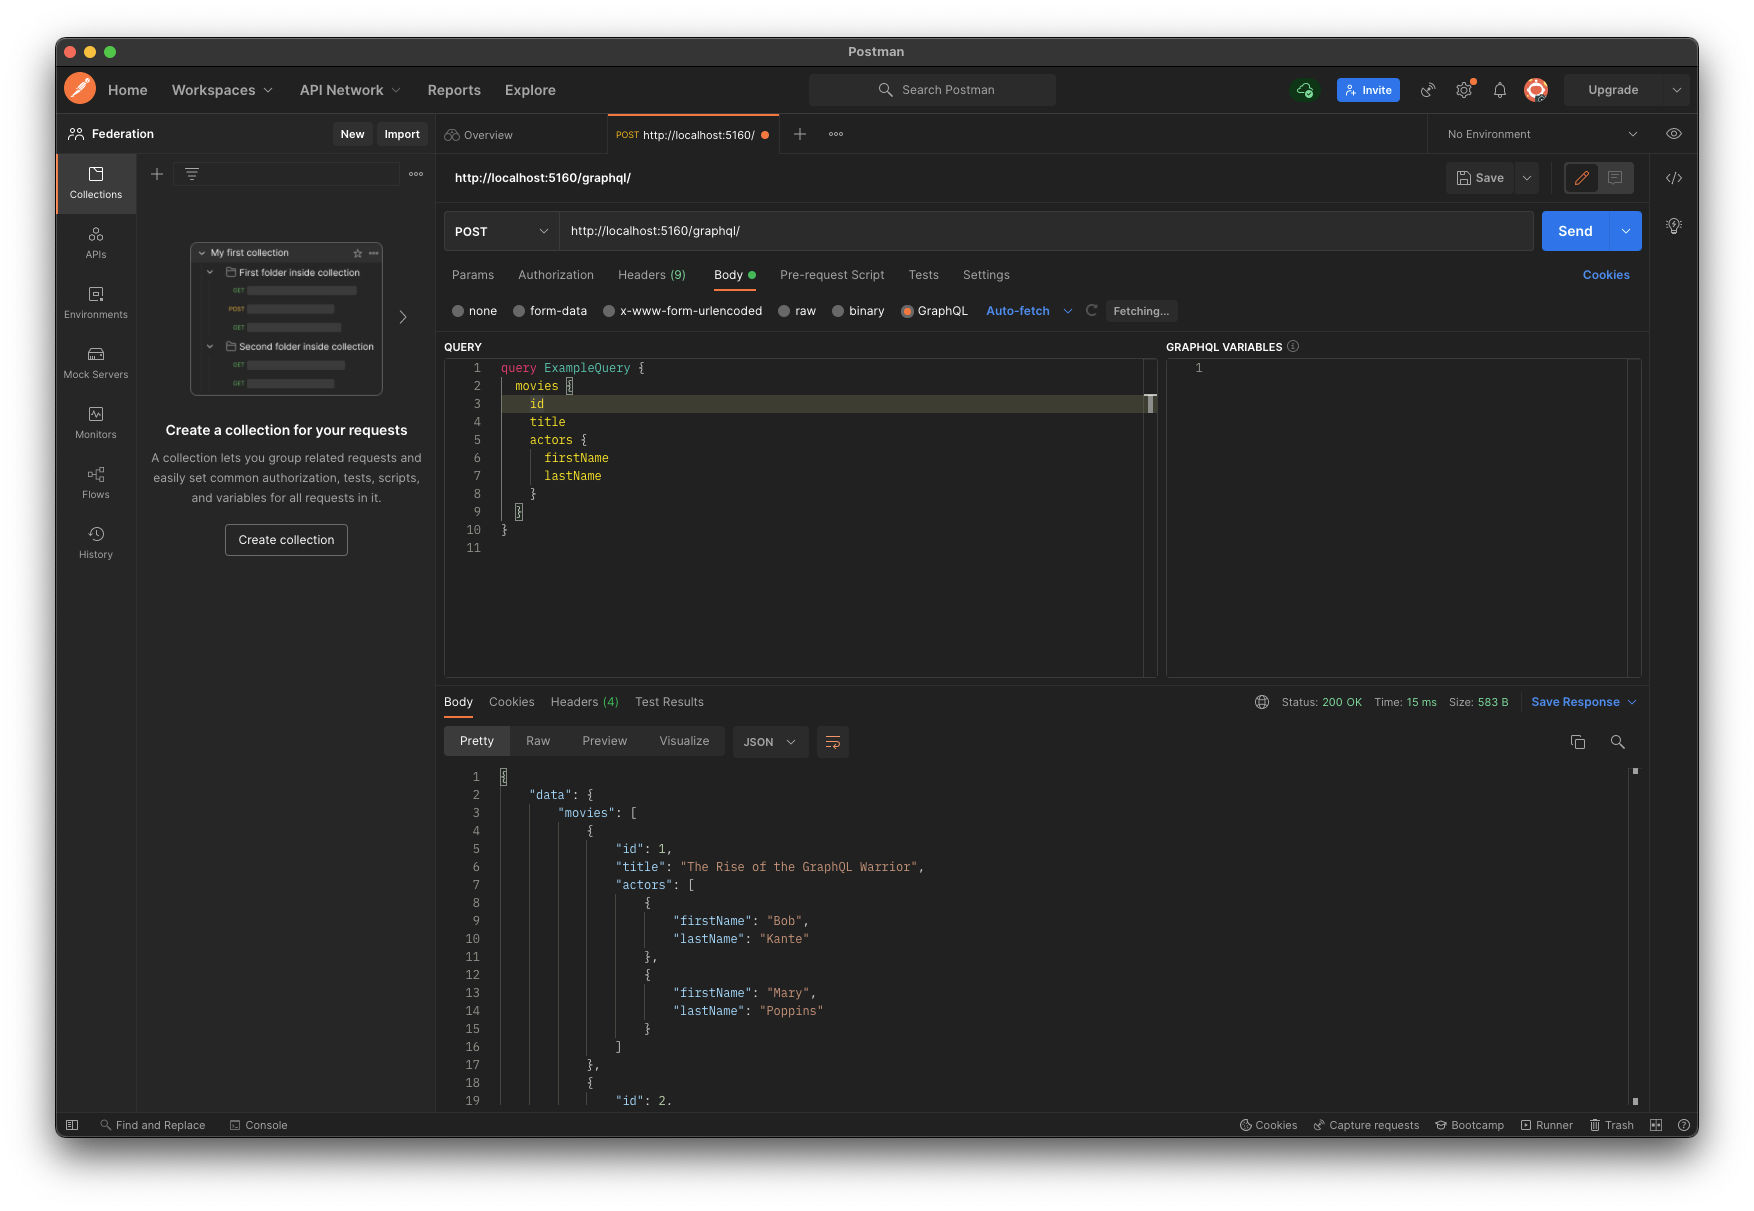 Postman
Home Workspaces API Network Reports Explore Search Postman Invite Upgrade
Federation New Import Overview POST http://localhost:5160/ No Environment
Collections
APIs
Environments
Mock Servers
Monitors
Flows
History
My first collection
First folder inside collection
GET
POST
GET
Second folder inside collection
GET
GET
Create a collection for your requests
A collection lets you group related requests and
easily set common authorization, tests, scripts,
and variables for all requests in it.
Create collection
http://localhost:5160/graphql/ Save
POST http://localhost:5160/graphql/ Send
Params Authorization Headers (9) Body Pre-request Script Tests Settings Cookies
none form-data x-www-form-urlencoded raw binary GraphQL Auto-fetch Fetching...
QUERY
1 query ExampleQuery {
2 movies {
3 id
4 title
5 actors {
6 firstName
7 lastName
8 }
9 }
10 }
11
GRAPHQL VARIABLES
1
Body Cookies Headers (4) Test Results Status: 200 OK Time: 15 ms Size: 583 B Save Response
Pretty Raw Preview Visualize JSON
1 {
2 "data": {
3 "movies": [
4 {
5 "id": 1,
6 "title": "The Rise of the GraphQL Warrior",
7 "actors": [
8 {
9 "firstName": "Bob",
10 "lastName": "Kante"
11 },
12 {
13 "firstName": "Mary",
14 "lastName": "Poppins"
15 }
16 ]
17 },
18 {
19 "id": 2,
Find and Replace Console Cookies Capture requests Bootcamp Runner Trash